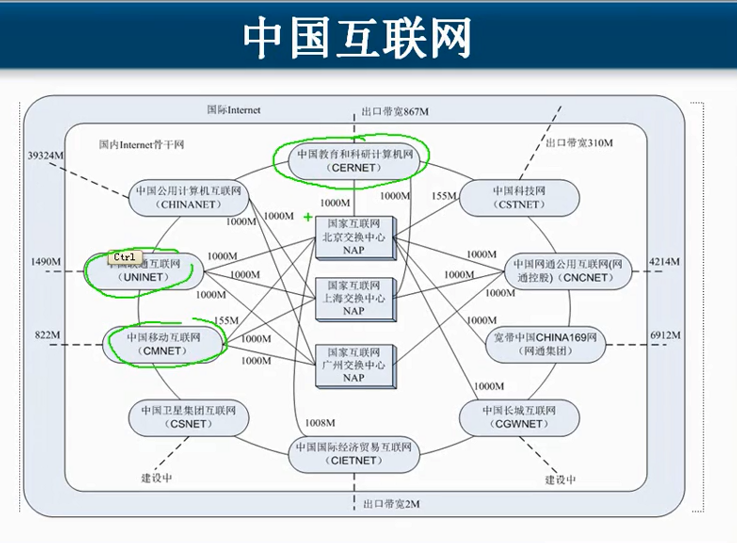 中国互联网
国际Internet
出口带宽867M
国内Internet骨干网
出口带宽310M
39324M
中国教育和科研计算机网
(CERNET)
中国公用计算机互联网
(CHINANET)
中国科技网
(CSTNET)
1000M
1000M
155M
1000M
1000M
国家互联网
北京交换中心
NAP
Ctrl
联通互联网
(UNINET)
1490M
1000M
1000M
1000M
中国网通公用互联网(网
通控股)(CNCNET)
4214M
1000M
1000M
1000M
国家互联网
上海交换中心
NAP
822M
155M
中国移动互联网
(CMNET)
1000M
1000M
1000M
宽带中国CHINA169网
(网通集团)
6912M
国家互联网
广州交换中心
NAP
1000M
中国卫星集团互联网
(CSNET)
中国长城互联网
(CGWNET)
1008M
中国国际经济贸易互联网
(CIETNET)
建设中
建设中
出口带宽2M